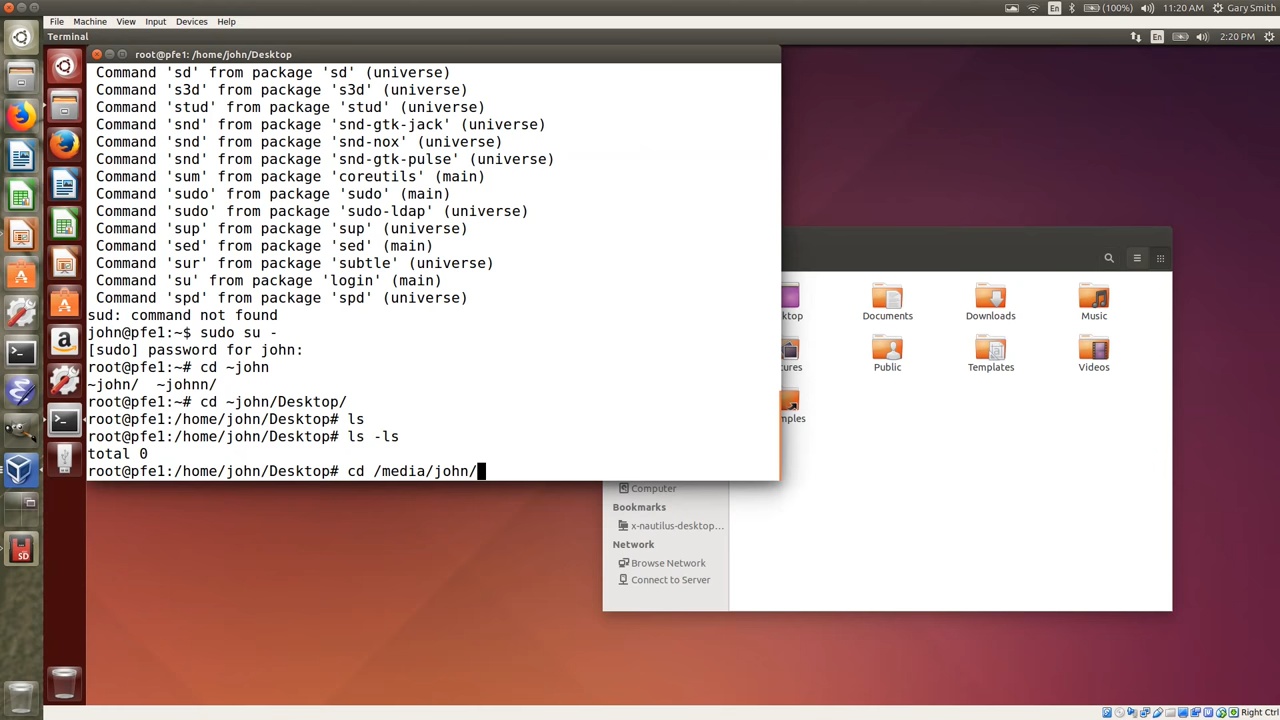 En (100%) 11:20 AM Gary Smith
File Machine View Input Devices Help
Terminal En 2:20 PM
root@pfe1: /home/john/Desktop
Command 'sd' from package 'sd' (universe)
Command 's3d' from package 's3d' (universe)
Command 'stud' from package 'stud' (universe)
Command 'snd' from package 'snd-gtk-jack' (universe)
Command 'snd' from package 'snd-nox' (universe)
Command 'snd' from package 'snd-gtk-pulse' (universe)
Command 'sum' from package 'coreutils' (main)
Command 'sudo' from package 'sudo' (main)
Command 'sudo' from package 'sudo-ldap' (universe)
Command 'sup' from package 'sup' (universe)
Command 'sed' from package 'sed' (main)
Command 'sur' from package 'subtle' (universe)
Command 'su' from package 'login' (main)
Command 'spd' from package 'spd' (universe)
sud: command not found
john@pfe1:~$ sudo su -
[sudo] password for john:
root@pfe1:~# cd ~john
~john/  ~johnn/
root@pfe1:~# cd ~john/Desktop/
root@pfe1:/home/john/Desktop# ls
root@pfe1:/home/john/Desktop# ls -ls
total 0
root@pfe1:/home/john/Desktop# cd /media/john/
ktop Documents Downloads Music
tures Public Templates Videos
mples
Computer
Bookmarks
x-nautilus-desktop...
Network
Browse Network
Connect to Server
SD
Right Ctrl